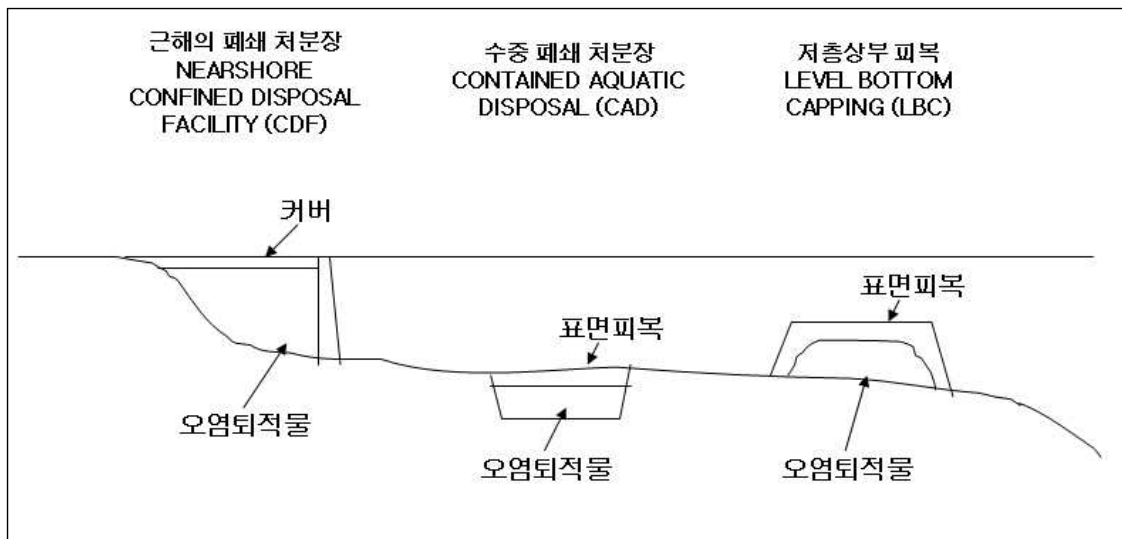 근해의 폐쇄 처분장
NEARSHORE
CONFINED DISPOSAL
FACILITY (CDF)
수중 폐쇄 처분장
CONTAINED AQUATIC
DISPOSAL (CAD)
저층상부 피복
LEVEL BOTTOM
CAPPING (LBC)
커버
표면피복
표면피복
오염퇴적물
오염퇴적물
오염퇴적물